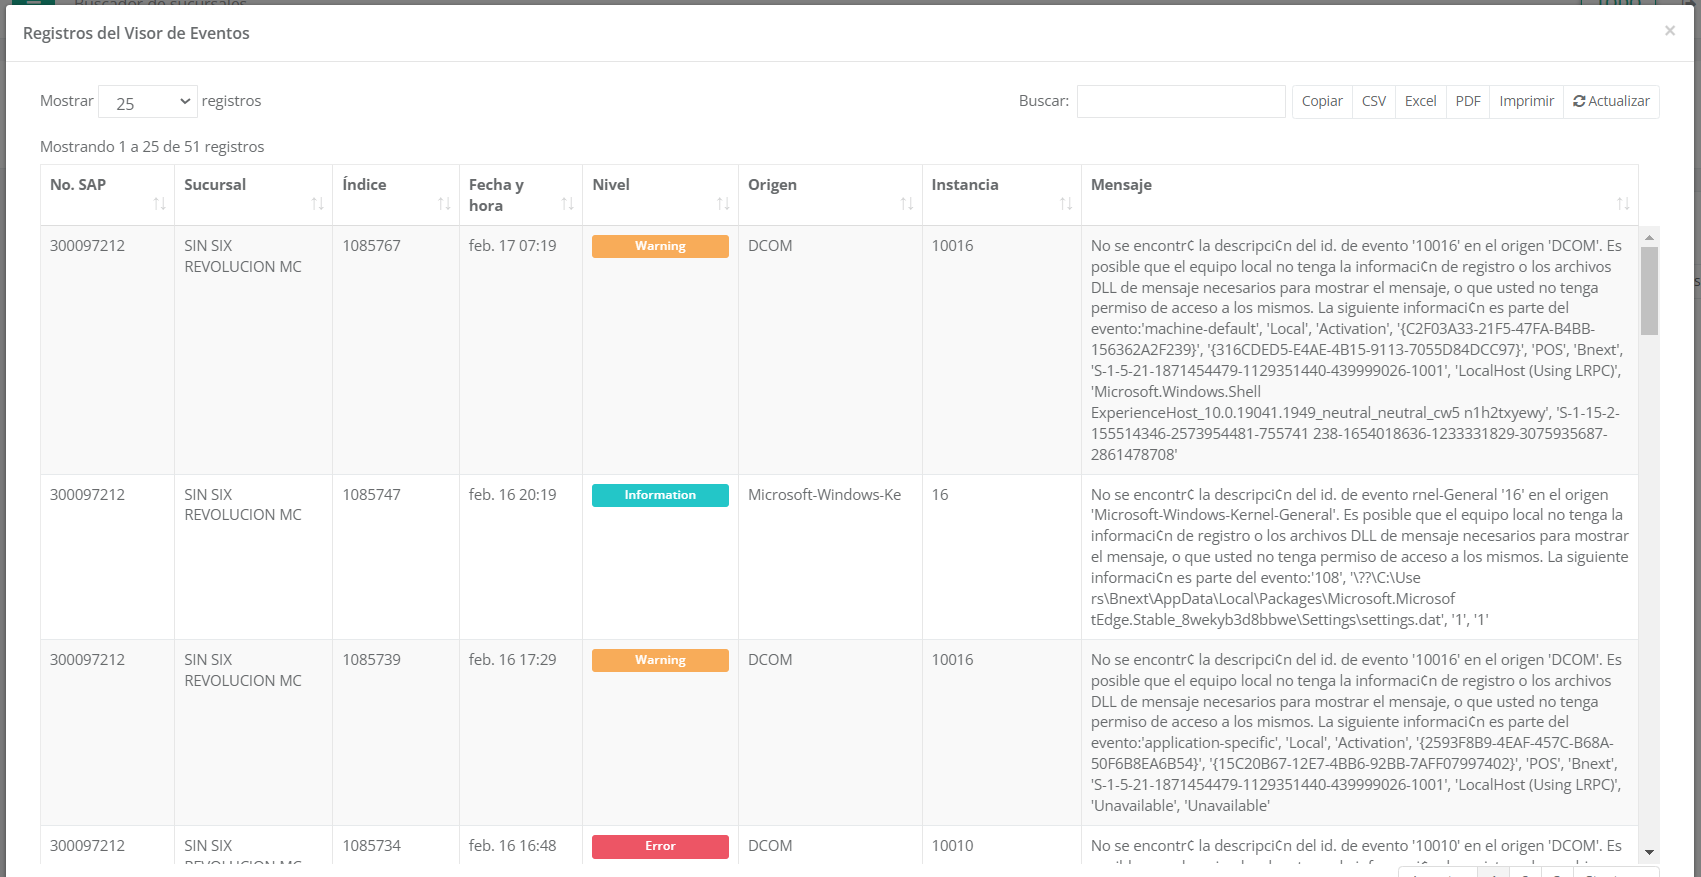 Buscador de sucursales
Registros del Visor de Eventos
×
Mostrar 25 registros
Buscar:
Copiar CSV Excel PDF Imprimir Actualizar
Mostrando 1 a 25 de 51 registros
No. SAP Sucursal Índice Fecha y hora Nivel Origen Instancia Mensaje
300097212
SIN SIX
REVOLUCION MC
1085767
feb. 17 07:19
Warning
DCOM
10016
No se encontr¢ la descripci¢n del id. de evento '10016' en el origen 'DCOM'. Es
posible que el equipo local no tenga la informaci¢n de registro o los archivos
DLL de mensaje necesarios para mostrar el mensaje, o que usted no tenga
permiso de acceso a los mismos. La siguiente informaci¢n es parte del
evento:'machine-default', 'Local', 'Activation', '{C2F03A33-21F5-47FA-B4BB-
156362A2F239}', '{316CDED5-E4AE-4B15-9113-7055D84DCC97}', 'POS', 'Bnext',
'S-1-5-21-1871454479-1129351440-439999026-1001', 'LocalHost (Using LRPC)',
'Microsoft.Windows.Shell
ExperienceHost_10.0.19041.1949_neutral_neutral_cw5 n1h2txyewy', 'S-1-15-2-
155514346-2573954481-755741 238-1654018636-1233331829-3075935687-
2861478708'
300097212
SIN SIX
REVOLUCION MC
1085747
feb. 16 20:19
Information
Microsoft-Windows-Ke
16
No se encontr¢ la descripci¢n del id. de evento rnel-General '16' en el origen
'Microsoft-Windows-Kernel-General'. Es posible que el equipo local no tenga la
informaci¢n de registro o los archivos DLL de mensaje necesarios para mostrar
el mensaje, o que usted no tenga permiso de acceso a los mismos. La siguiente
informaci¢n es parte del evento:'108', '\??\C:\Use
rs\Bnext\AppData\Local\Packages\Microsoft.Microsof
tEdge.Stable_8wekyb3d8bbwe\Settings\settings.dat', '1', '1'
300097212
SIN SIX
REVOLUCION MC
1085739
feb. 16 17:29
Warning
DCOM
10016
No se encontr¢ la descripci¢n del id. de evento '10016' en el origen 'DCOM'. Es
posible que el equipo local no tenga la informaci¢n de registro o los archivos
DLL de mensaje necesarios para mostrar el mensaje, o que usted no tenga
permiso de acceso a los mismos. La siguiente informaci¢n es parte del
evento:'application-specific', 'Local', 'Activation', '{2593F8B9-4EAF-457C-B68A-
50F6B8EA6B54}', '{15C20B67-12E7-4BB6-92BB-7AFF07997402}', 'POS', 'Bnext',
'S-1-5-21-1871454479-1129351440-439999026-1001', 'LocalHost (Using LRPC)',
'Unavailable', 'Unavailable'
300097212
SIN SIX
REVOLUCION MC
1085734
feb. 16 16:48
Error
DCOM
10010
No se encontr¢ la descripci¢n del id. de evento '10010' en el origen 'DCOM'. Es